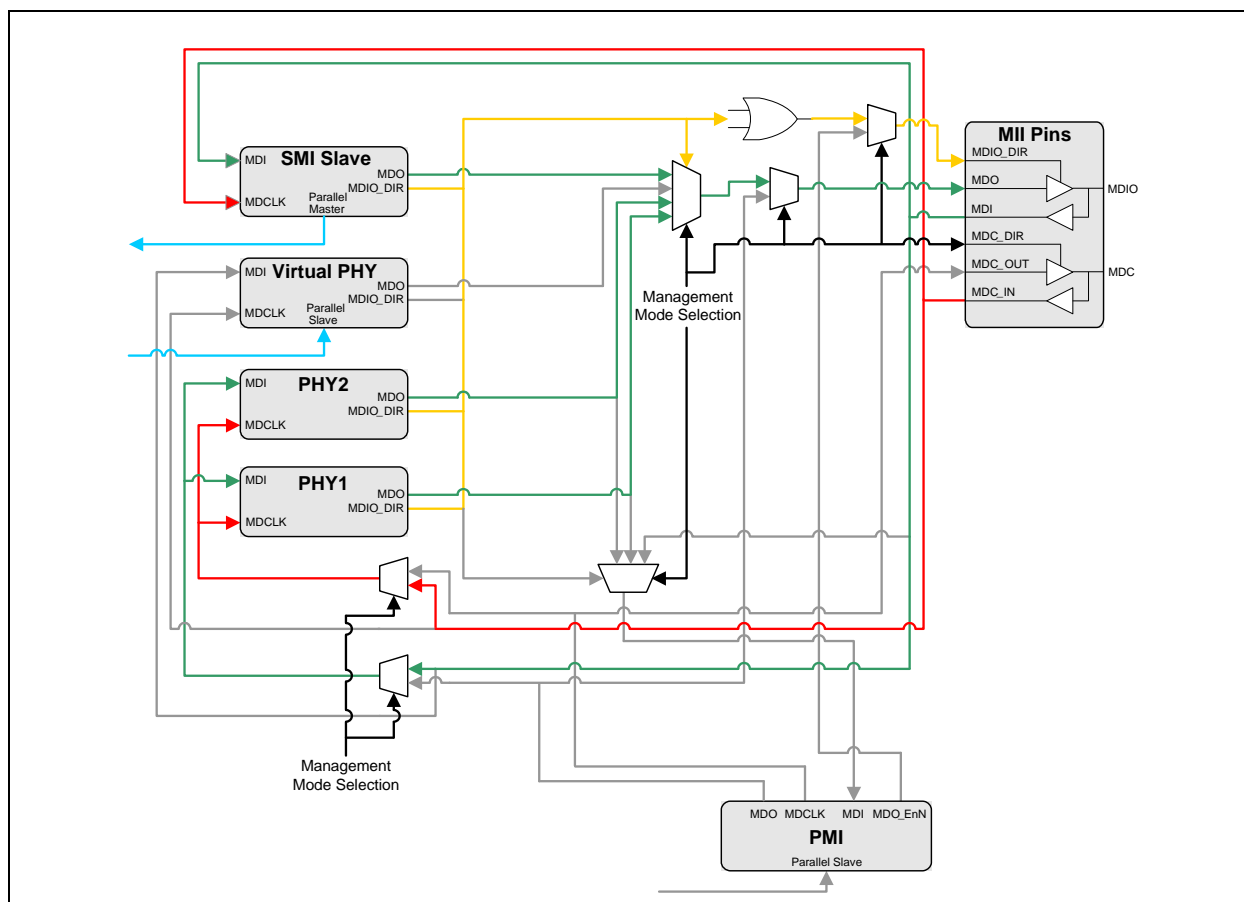 MII Pins
MDIO_DIR
MDO
MDI
MDC_DIR
MDC_OUT
MDC_IN
MDIO
MDC
SMI Slave
MDI
MDO
MDIO_DIR
MDCLK
Parallel
Master
Virtual PHY
MDI
MDO
MDIO_DIR
MDCLK
Parallel
Slave
Management
Mode Selection
PHY2
MDI
MDO
MDIO_DIR
MDCLK
PHY1
MDI
MDO
MDIO_DIR
MDCLK
Management
Mode Selection
MDO
MDCLK
MDI
MDO_EnN
PMI
Parallel Slave